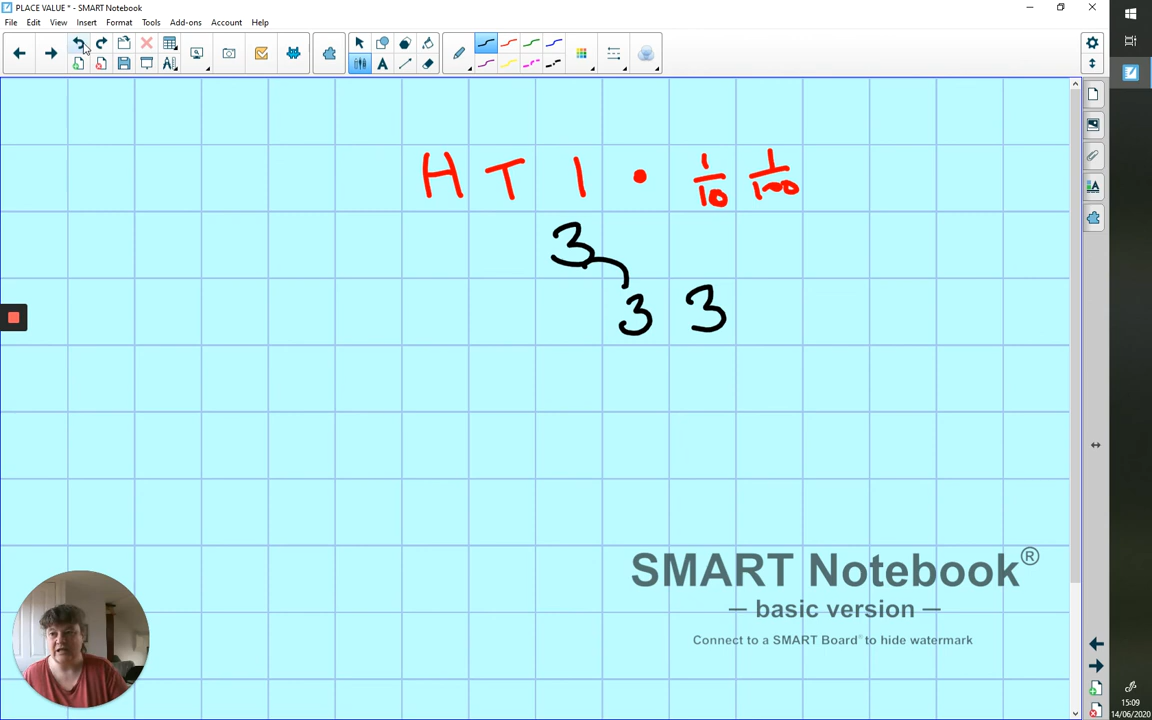 PLACE VALUE * - SMART Notebook
File Edit View Insert Format Tools Add-ons Account Help
H T 1 • 1/10 1/100
3
3 3
SMART Notebook®
— basic version —
Connect to a SMART Board® to hide watermark
15:09
14/06/2020